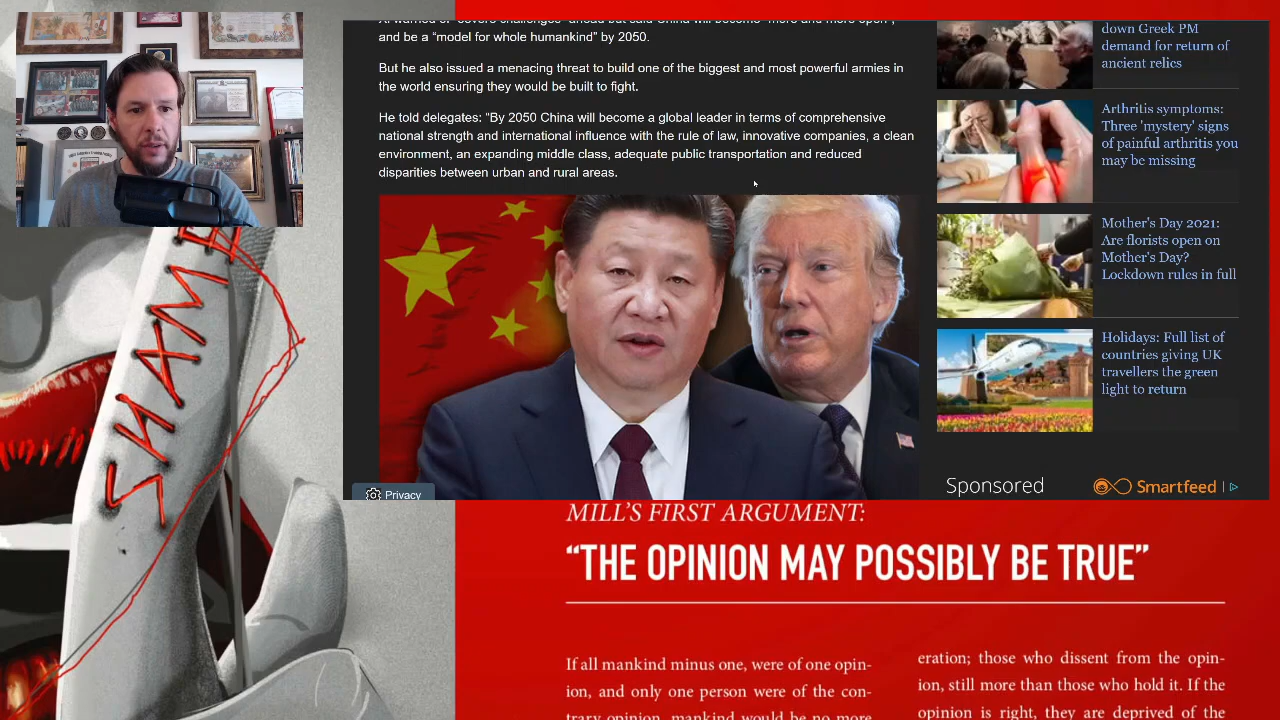 and be a “model for whole humankind” by 2050.
But he also issued a menacing threat to build one of the biggest and most powerful armies in
the world ensuring they would be built to fight.
He told delegates: "By 2050 China will become a global leader in terms of comprehensive
national strength and international influence with the rule of law, innovative companies, a clean
environment, an expanding middle class, adequate public transportation and reduced
disparities between urban and rural areas.
Privacy
down Greek PM
demand for return of
ancient relics
Arthritis symptoms:
Three 'mystery' signs
of painful arthritis you
may be missing
Mother's Day 2021:
Are florists open on
Mother's Day?
Lockdown rules in full
Holidays: Full list of
countries giving UK
travellers the green
light to return
Sponsored
Smartfeed
SHAME
MILL’S FIRST ARGUMENT:
“THE OPINION MAY POSSIBLY BE TRUE”
If all mankind minus one, were of one opin-
ion, and only one person were of the con-
trary opinion, mankind would be no more
eration; those who dissent from the opin-
ion, still more than those who hold it. If the
opinion is right, they are deprived of the